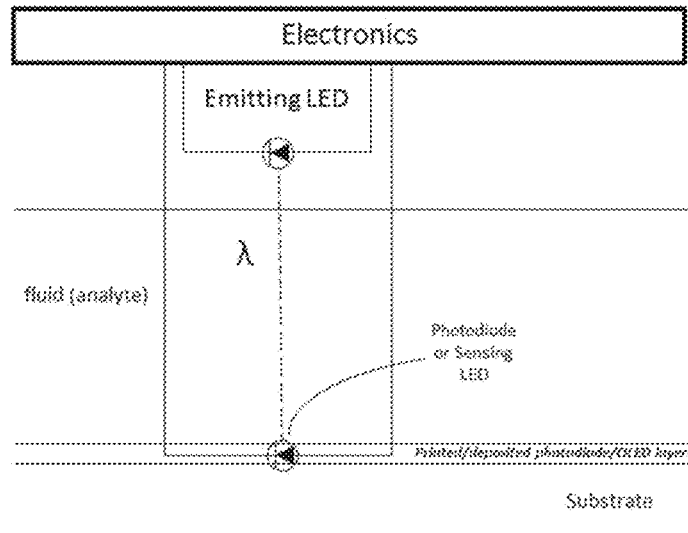 Electronics
Emitting LED
λ
fluid (analyte)
Photodiode
or Sensing
LED
Printed/deposited photodiode/OLED layer
Substrate